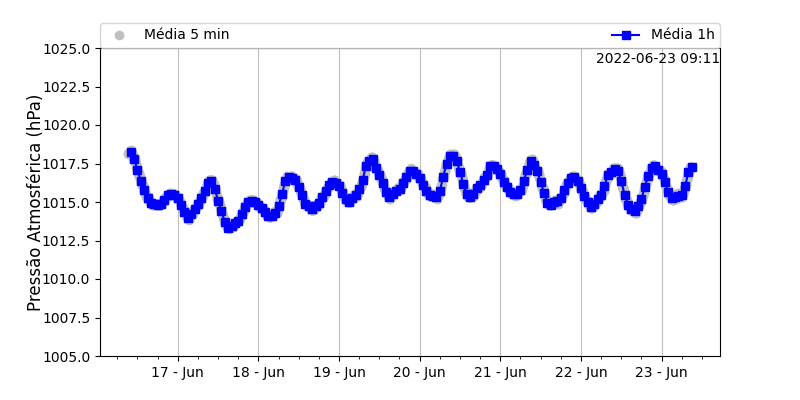 Média 5 min
Média 1h
2022-06-23 09:11
Pressão Atmosférica (hPa)
1025.0
1022.5
1020.0
1017.5
1015.0
1012.5
1010.0
1007.5
1005.0
17 - Jun
18 - Jun
19 - Jun
20 - Jun
21 - Jun
22 - Jun
23 - Jun